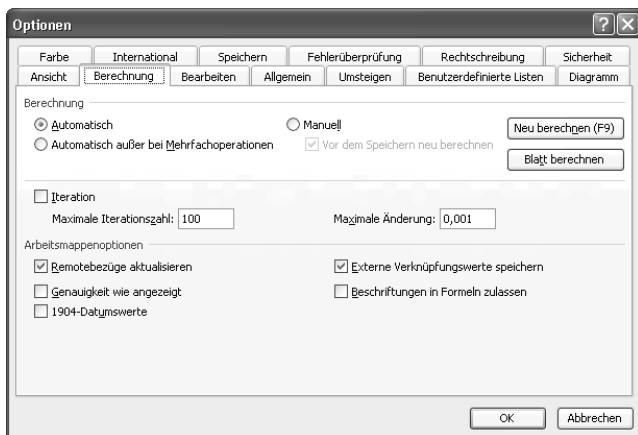 Optionen
Farbe International Speichern Fehlerüberprüfung Rechtschreibung Sicherheit
Ansicht Berechnung Bearbeiten Allgemein Umsteigen Benutzerdefinierte Listen Diagramm
Berechnung
Automatisch Manuell Neu berechnen (F9)
Automatisch außer bei Mehrfachoperationen Vor dem Speichern neu berechnen
Blatt berechnen
Iteration
Maximale Iterationszahl: 100 Maximale Änderung: 0,001
Arbeitsmappenoptionen
Remotebezüge aktualisieren Externe Verknüpfungswerte speichern
Genauigkeit wie angezeigt Beschriftungen in Formeln zulassen
1904-Datumswerte
OK Abbrechen